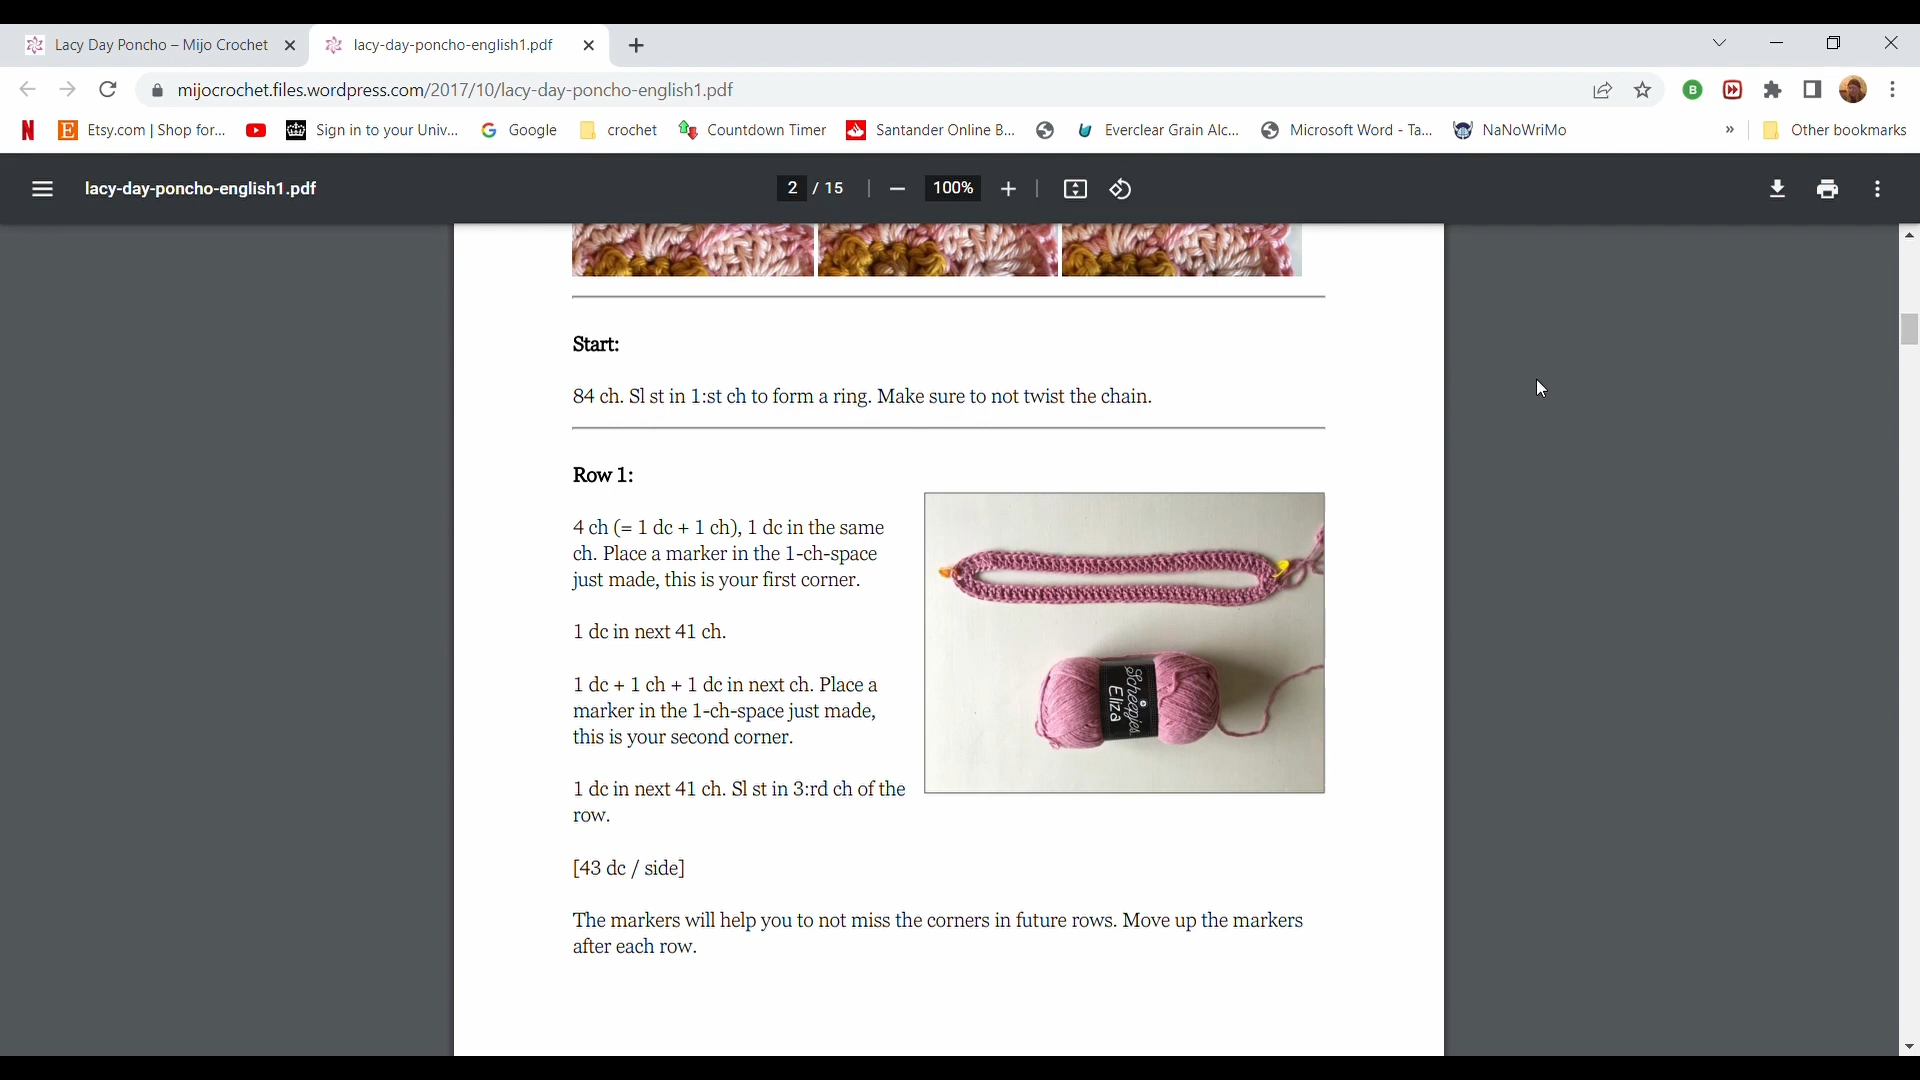 Lacy Day Poncho – Mijo Crochet
lacy-day-poncho-english1.pdf
mijocrochet.files.wordpress.com/2017/10/lacy-day-poncho-english1.pdf
B
N
E
Etsy.com | Shop for...
Sign in to your Univ...
G
Google
crochet
Countdown Timer
Santander Online B...
Everclear Grain Alc...
Microsoft Word - Ta...
NaNoWriMo
»
Other bookmarks
lacy-day-poncho-english1.pdf
2 / 15
100%
Start:
84 ch. Sl st in 1:st ch to form a ring. Make sure to not twist the chain.
Row 1:
4 ch (= 1 dc + 1 ch), 1 dc in the same
ch. Place a marker in the 1-ch-space
just made, this is your first corner.
1 dc in next 41 ch.
1 dc + 1 ch + 1 dc in next ch. Place a
marker in the 1-ch-space just made,
this is your second corner.
1 dc in next 41 ch. Sl st in 3:rd ch of the
row.
Scheepjes
Eliza
[43 dc / side]
The markers will help you to not miss the corners in future rows. Move up the markers
after each row.